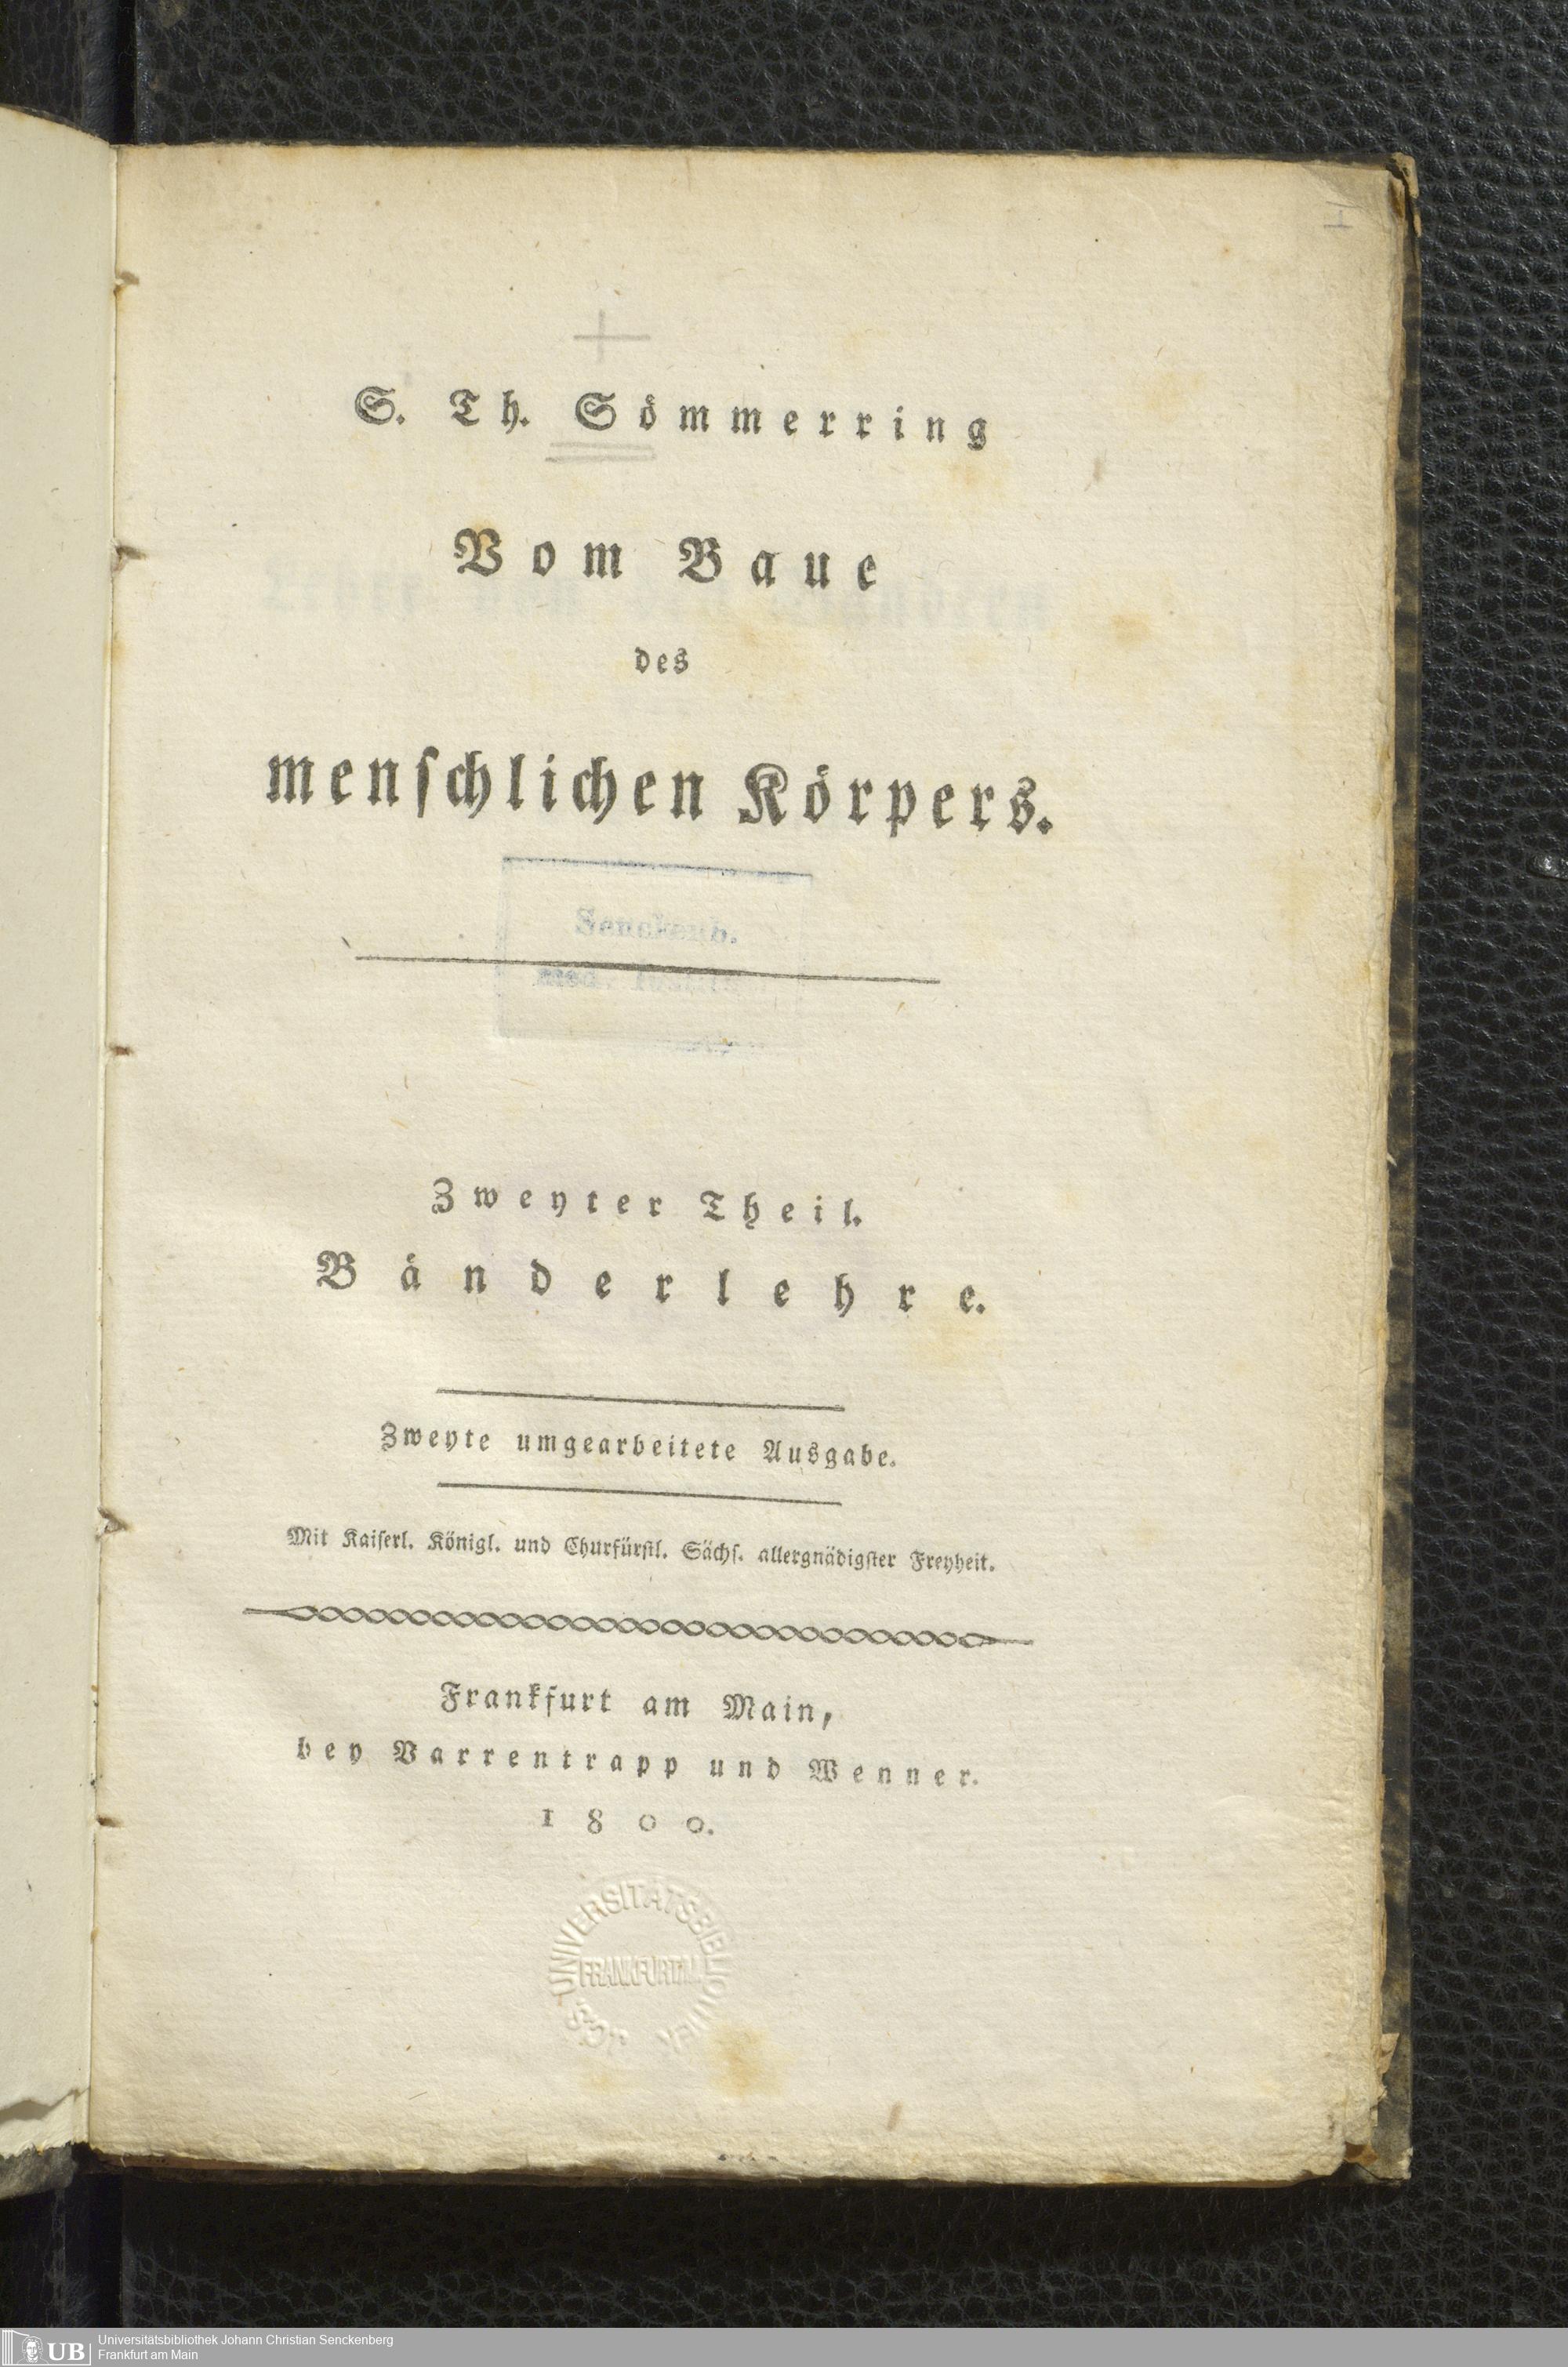 I
S. Th. Sömmerring
Vom Baue
des
menſchlichen Körpers.
Senckenb.
med.
Zweyter Theil.
Bänderlehre.
Zweyte umgearbeitete Ausgabe.
Mit Kaiſerl. Königl. und Churfürſtl. Sächſ. allergnädigſter Freyheit.
Frankfurt am Main,
bey Varrentrapp und Wenner.
1800.
UNIVERSITÄTSBIBLIOTHEK
FRANKFURT/M.
UB
Universitätsbibliothek Johann Christian Senckenberg
Frankfurt am Main